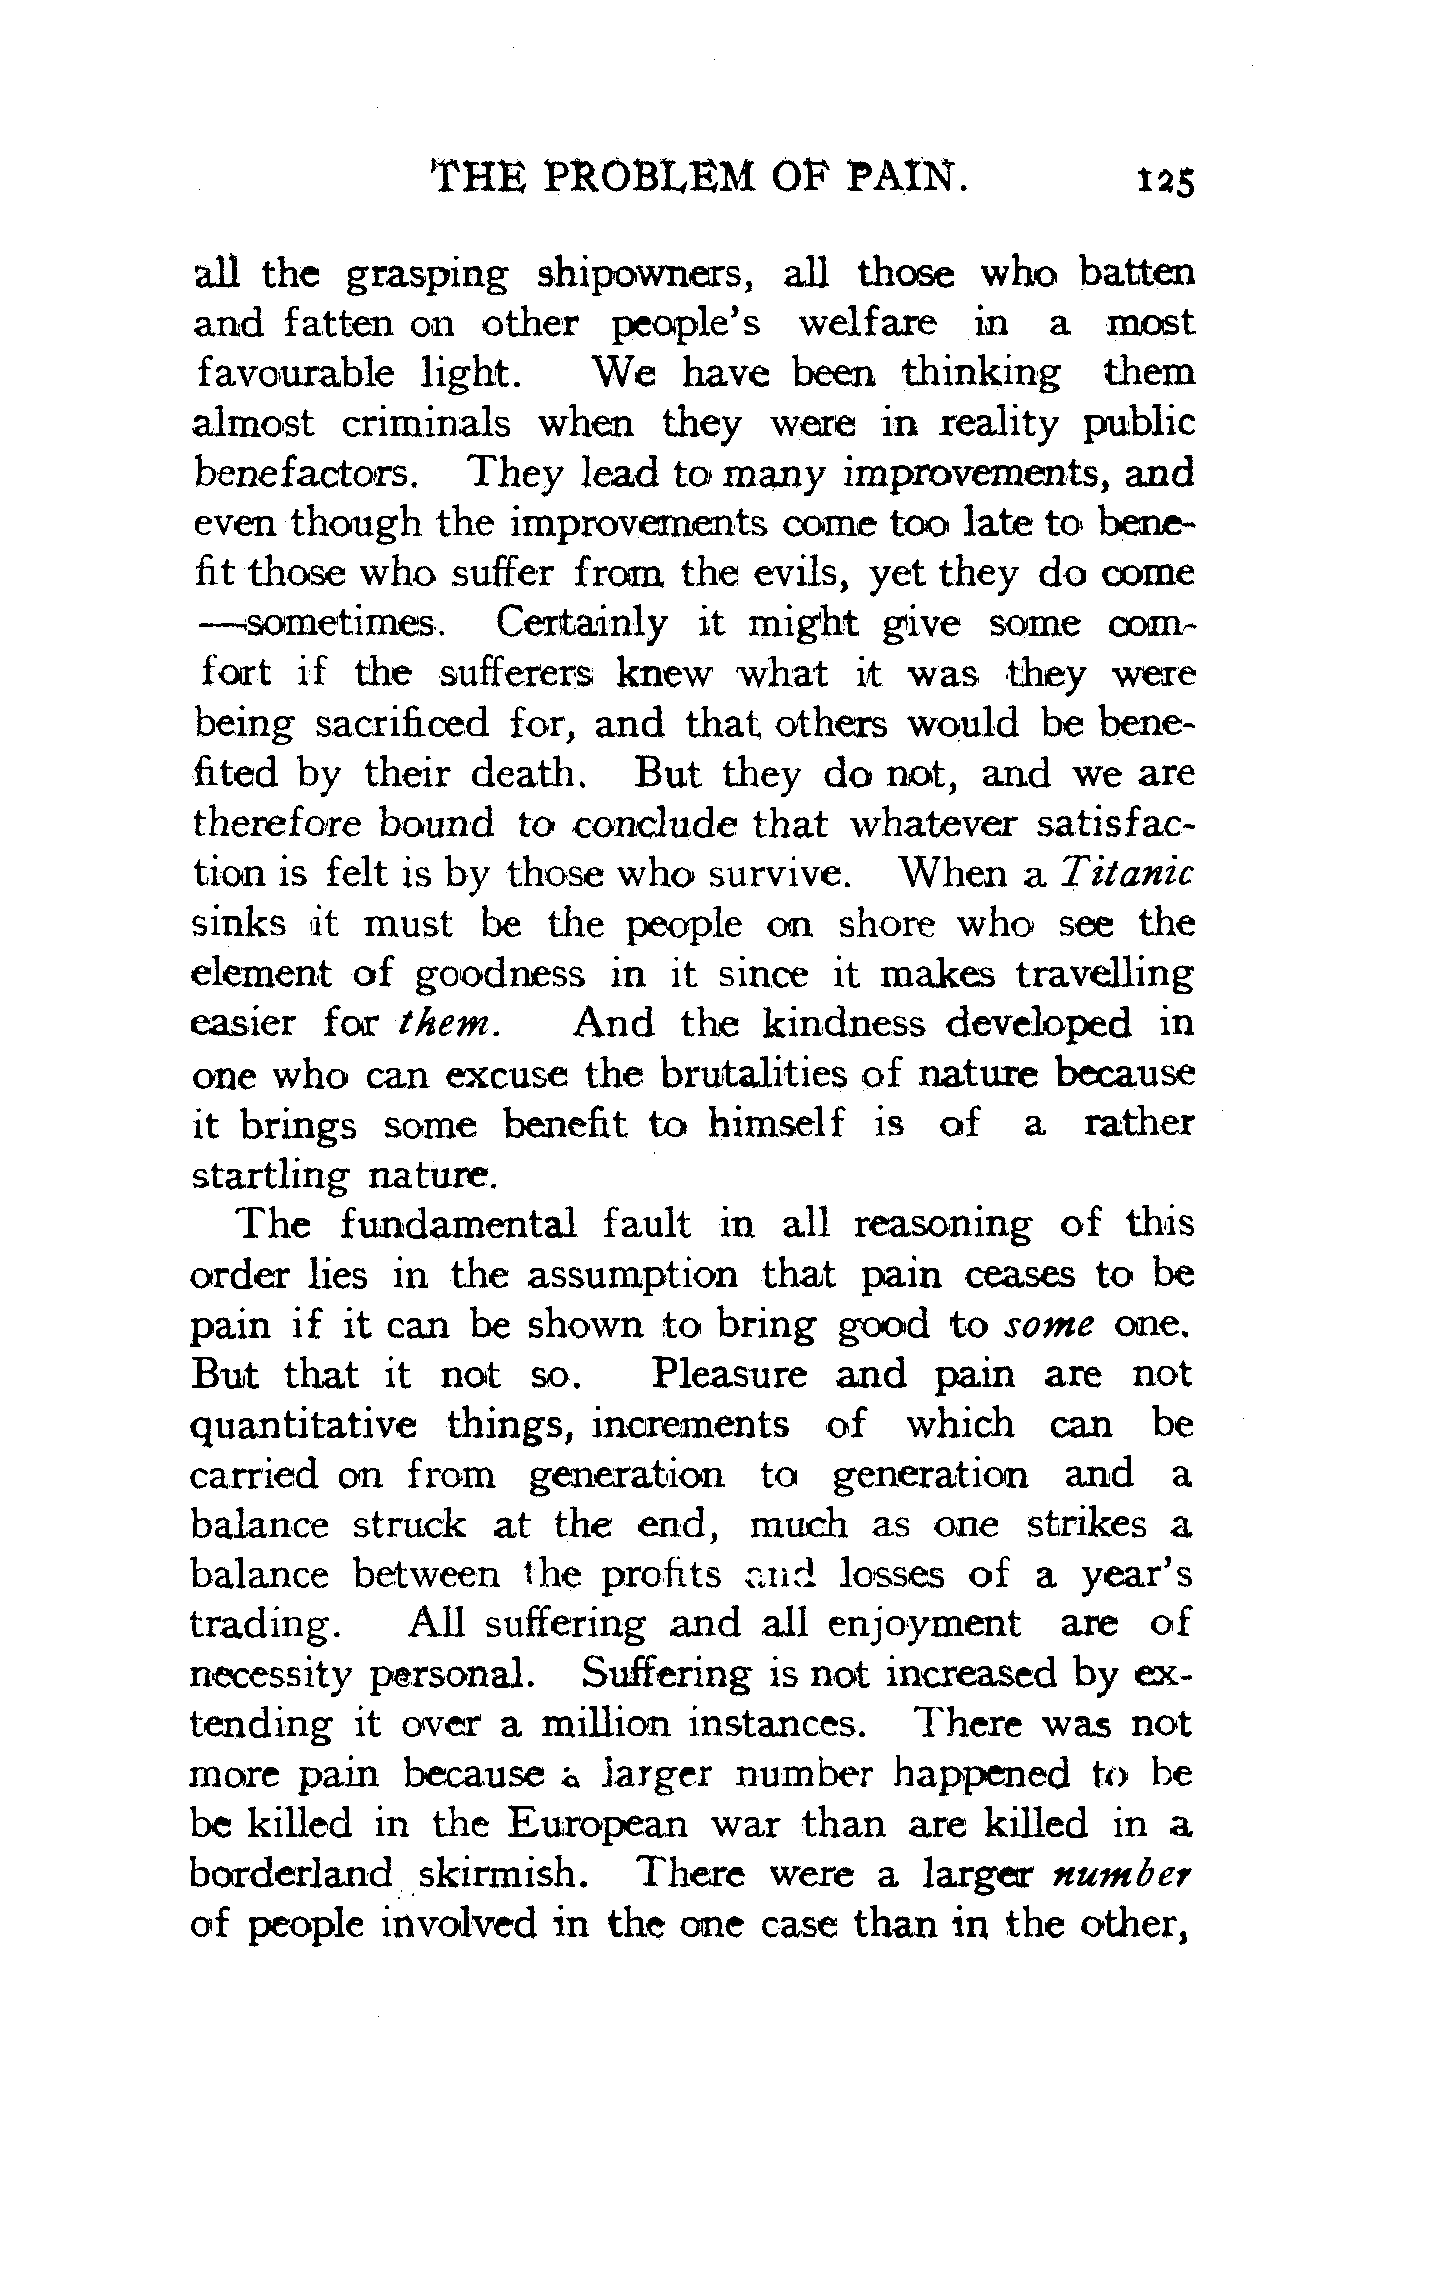 THE PROBLEM OF PAIN. 125
all the grasping shipowners, all those who batten
and fatten on other people's welfare in a most
favourable light. We have been thinking them
almost criminals when they were in reality public
benefactors. They lead to many improvements, and
even though the improvements come too late to bene-
fit those who suffer from the evils, yet they do come
—sometimes. Certainly it might give some com-
fort if the sufferers knew what it was they were
being sacrificed for, and that others would be bene-
fited by their death. But they do not, and we are
therefore bound to conclude that whatever satisfac-
tion is felt is by those who survive. When a Titanic
sinks it must be the people on shore who see the
element of goodness in it since it makes travelling
easier for them. And the kindness developed in
one who can excuse the brutalities of nature because
it brings some benefit to himself is of a rather
startling nature.
The fundamental fault in all reasoning of this
order lies in the assumption that pain ceases to be
pain if it can be shown to bring good to some one.
But that it not so. Pleasure and pain are not
quantitative things, increments of which can be
carried on from generation to generation and a
balance struck at the end, much as one strikes a
balance between the profits and losses of a year's
trading. All suffering and all enjoyment are of
necessity personal. Suffering is not increased by ex-
tending it over a million instances. There was not
more pain because a larger number happened to be
be killed in the European war than are killed in a
borderland skirmish. There were a larger number
of people involved in the one case than in the other,